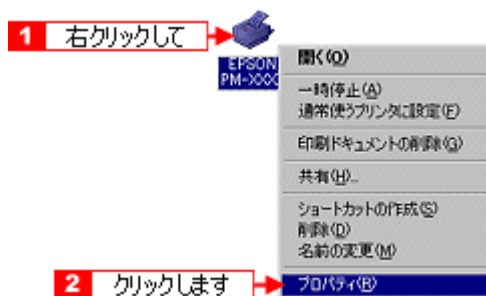 1 右クリックして
EPSON
PM-XXXC
開く(O)
一時停止(A)
通常使うプリンタに設定(F)
印刷ドキュメントの削除(G)
共有(H)...
ショートカットの作成(S)
削除(D)
名前の変更(M)
2 クリックします
プロパティ(R)